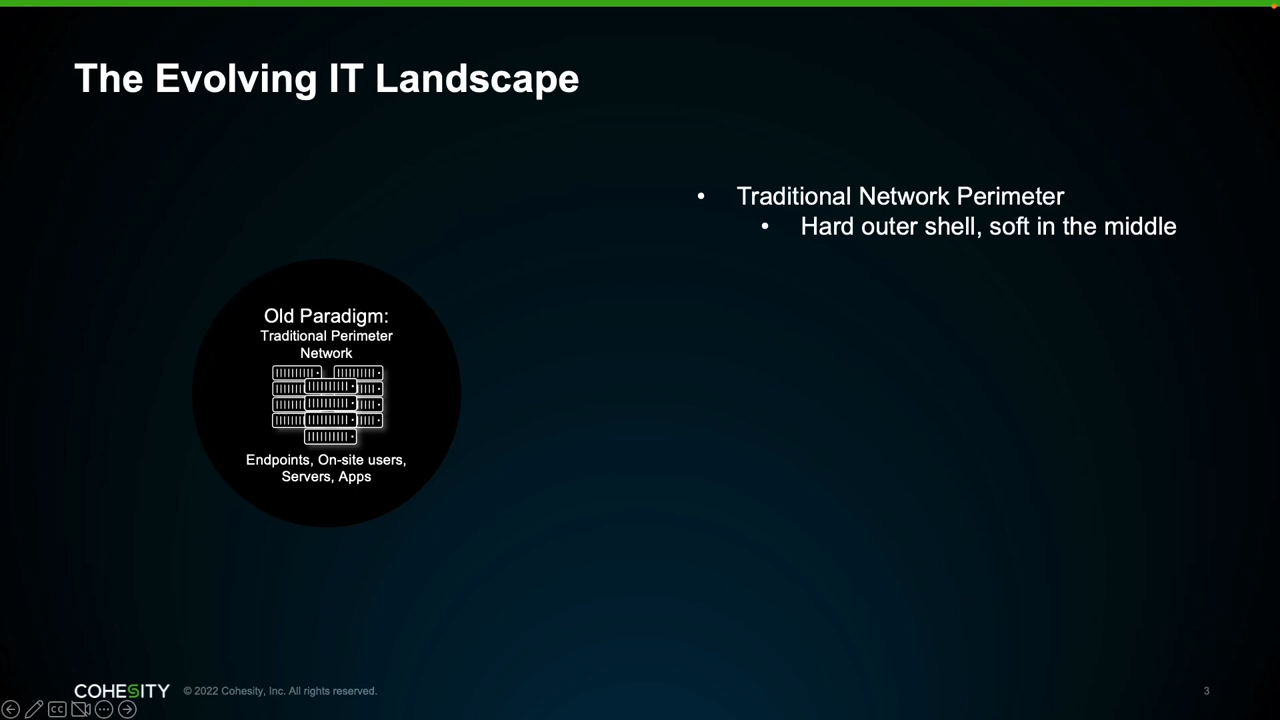 The Evolving IT Landscape
• Traditional Network Perimeter
• Hard outer shell, soft in the middle
Old Paradigm:
Traditional Perimeter
Network
Endpoints, On-site users,
Servers, Apps
COHESITY © 2022 Cohesity, Inc. All rights reserved.
3
CC